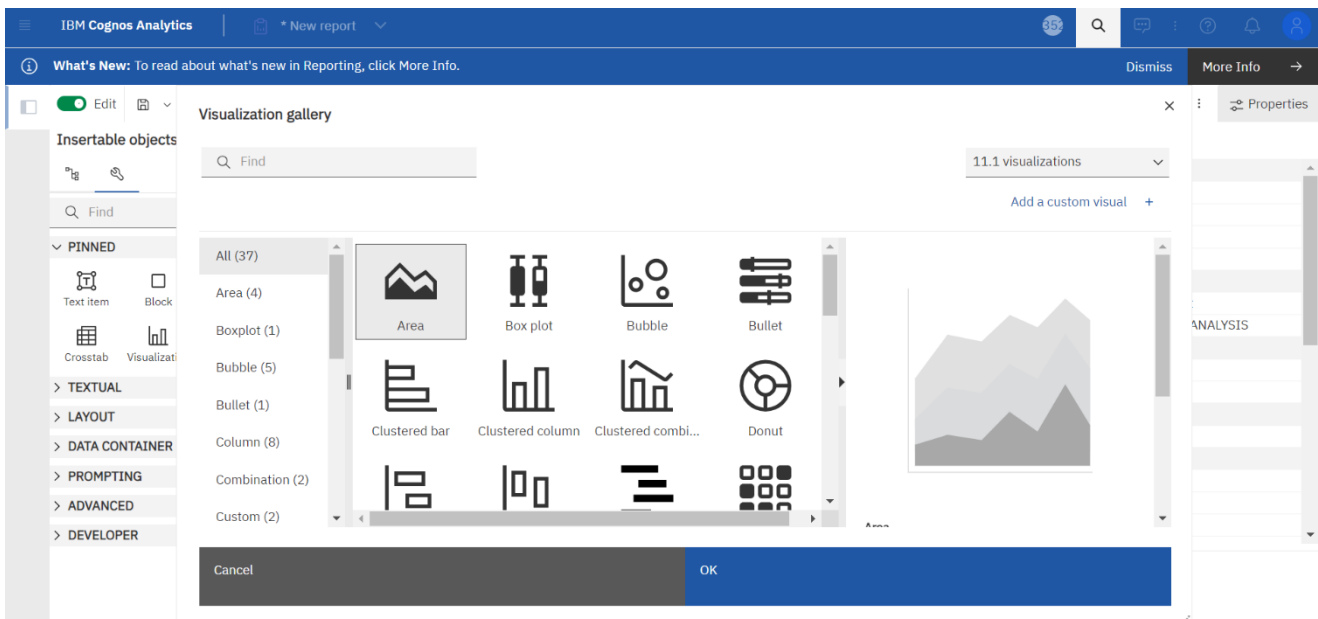 IBM Cognos Analytics
* New report
What's New: To read about what's new in Reporting, click More Info.
Dismiss
More Info
Edit
Properties
Insertable objects
Find
PINNED
Text item
Block
Crosstab
Visualizati
TEXTUAL
LAYOUT
DATA CONTAINER
PROMPTING
ADVANCED
DEVELOPER
Visualization gallery
Find
11.1 visualizations
Add a custom visual +
All (37)
Area (4)
Boxplot (1)
Bubble (5)
Bullet (1)
Column (8)
Combination (2)
Custom (2)
Area
Box plot
Bubble
Bullet
Clustered bar
Clustered column
Clustered combi...
Donut
Cancel
OK
ANALYSIS